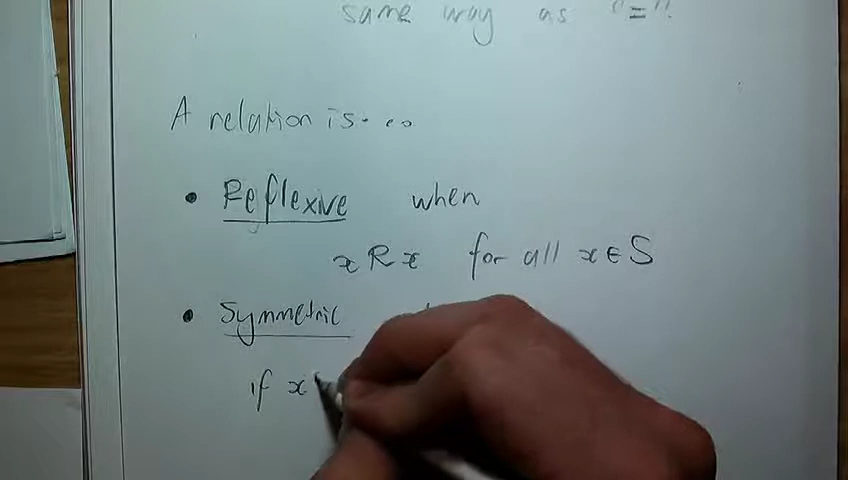 same way as "="!
A relation is...
• Reflexive when
xRx for all x ∈ S
• Symmetric
if x